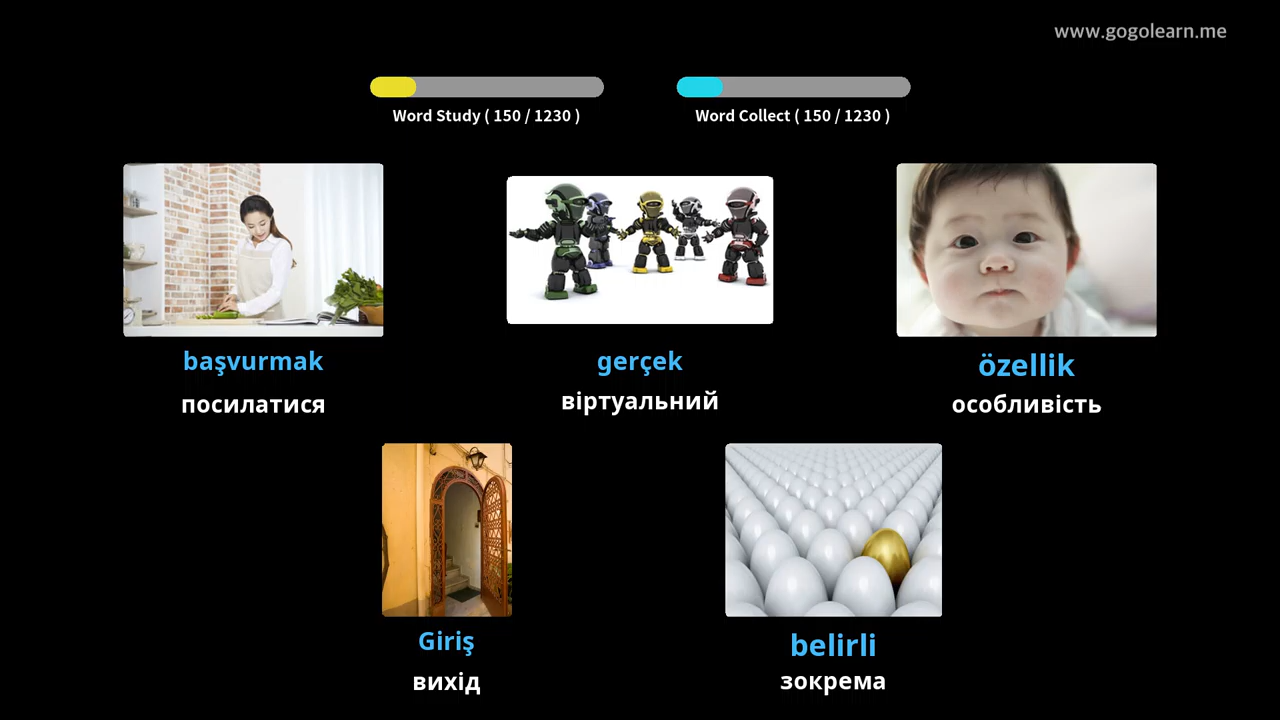 www.gogolearn.me
Word Study ( 150 / 1230 )
Word Collect ( 150 / 1230 )
başvurmak
посилатися
gerçek
віртуальний
özellik
особливість
Giriş
вихід
belirli
зокрема